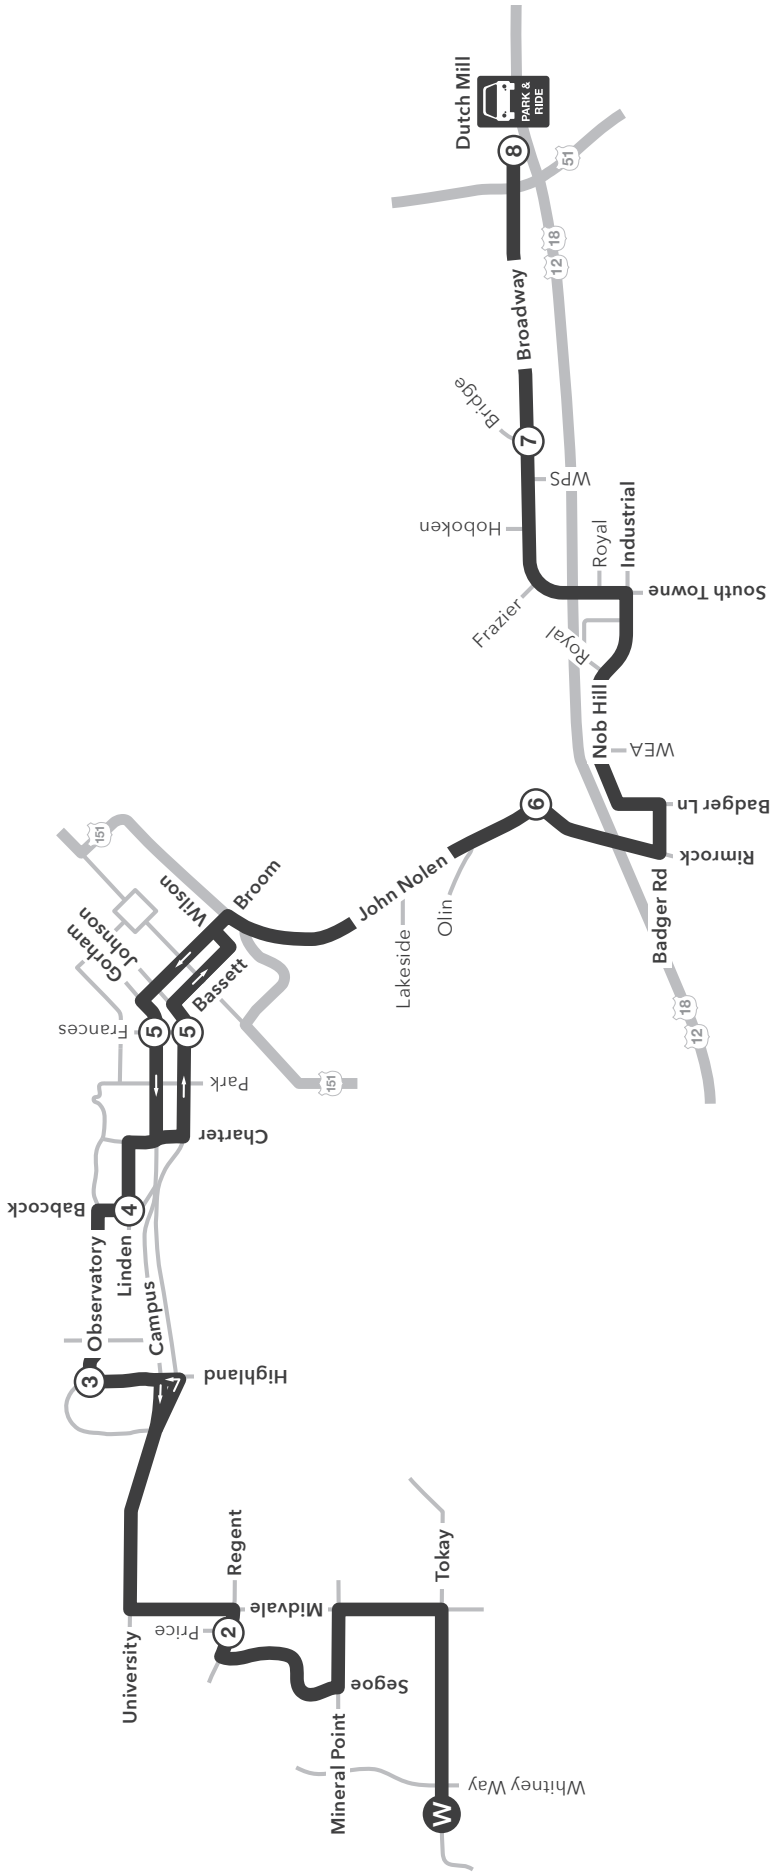 Dutch Mill
PARK &
RIDE
8
51
18
12
Broadway
Bridge
7
WPS
Hoboken
Frazier
Royal
Industrial
South Towne
Royal
Nob Hill
WEA
6
Badger Ln
Rimrock
Badger Rd
18
12
John Nolen
Olin
Lakeside
151
Wilson
Broom
Johnson
Gorham
Bassett
Frances
5
5
Park
151
Charter
Babcock
4
Observatory
Linden
Campus
3
Highland
Regent
Midvale
Price
2
University
Tokay
Segoe
Mineral Point
Whitney Way
W